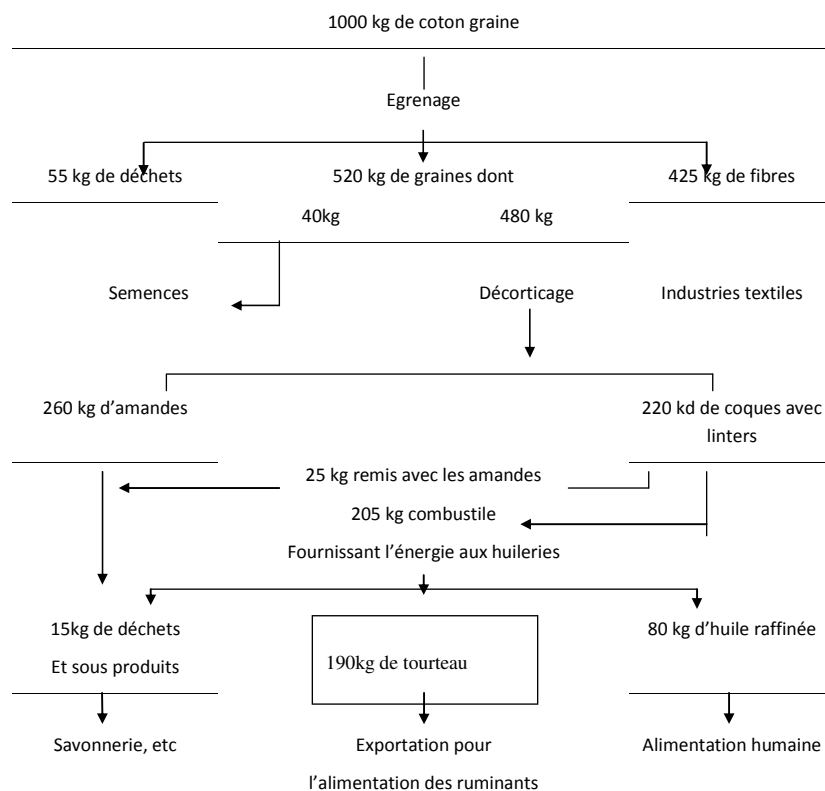 1000 kg de coton graine
Egrenage
55 kg de déchets
520 kg de graines dont
425 kg de fibres
40kg
480 kg
Semences
Décorticage
Industries textiles
260 kg d’amandes
220 kd de coques avec
linters
25 kg remis avec les amandes
205 kg combustile
Fournissant l’énergie aux huileries
15kg de déchets
Et sous produits
190kg de tourteau
80 kg d’huile raffinée
Savonnerie, etc
Exportation pour
l’alimentation des ruminants
Alimentation humaine